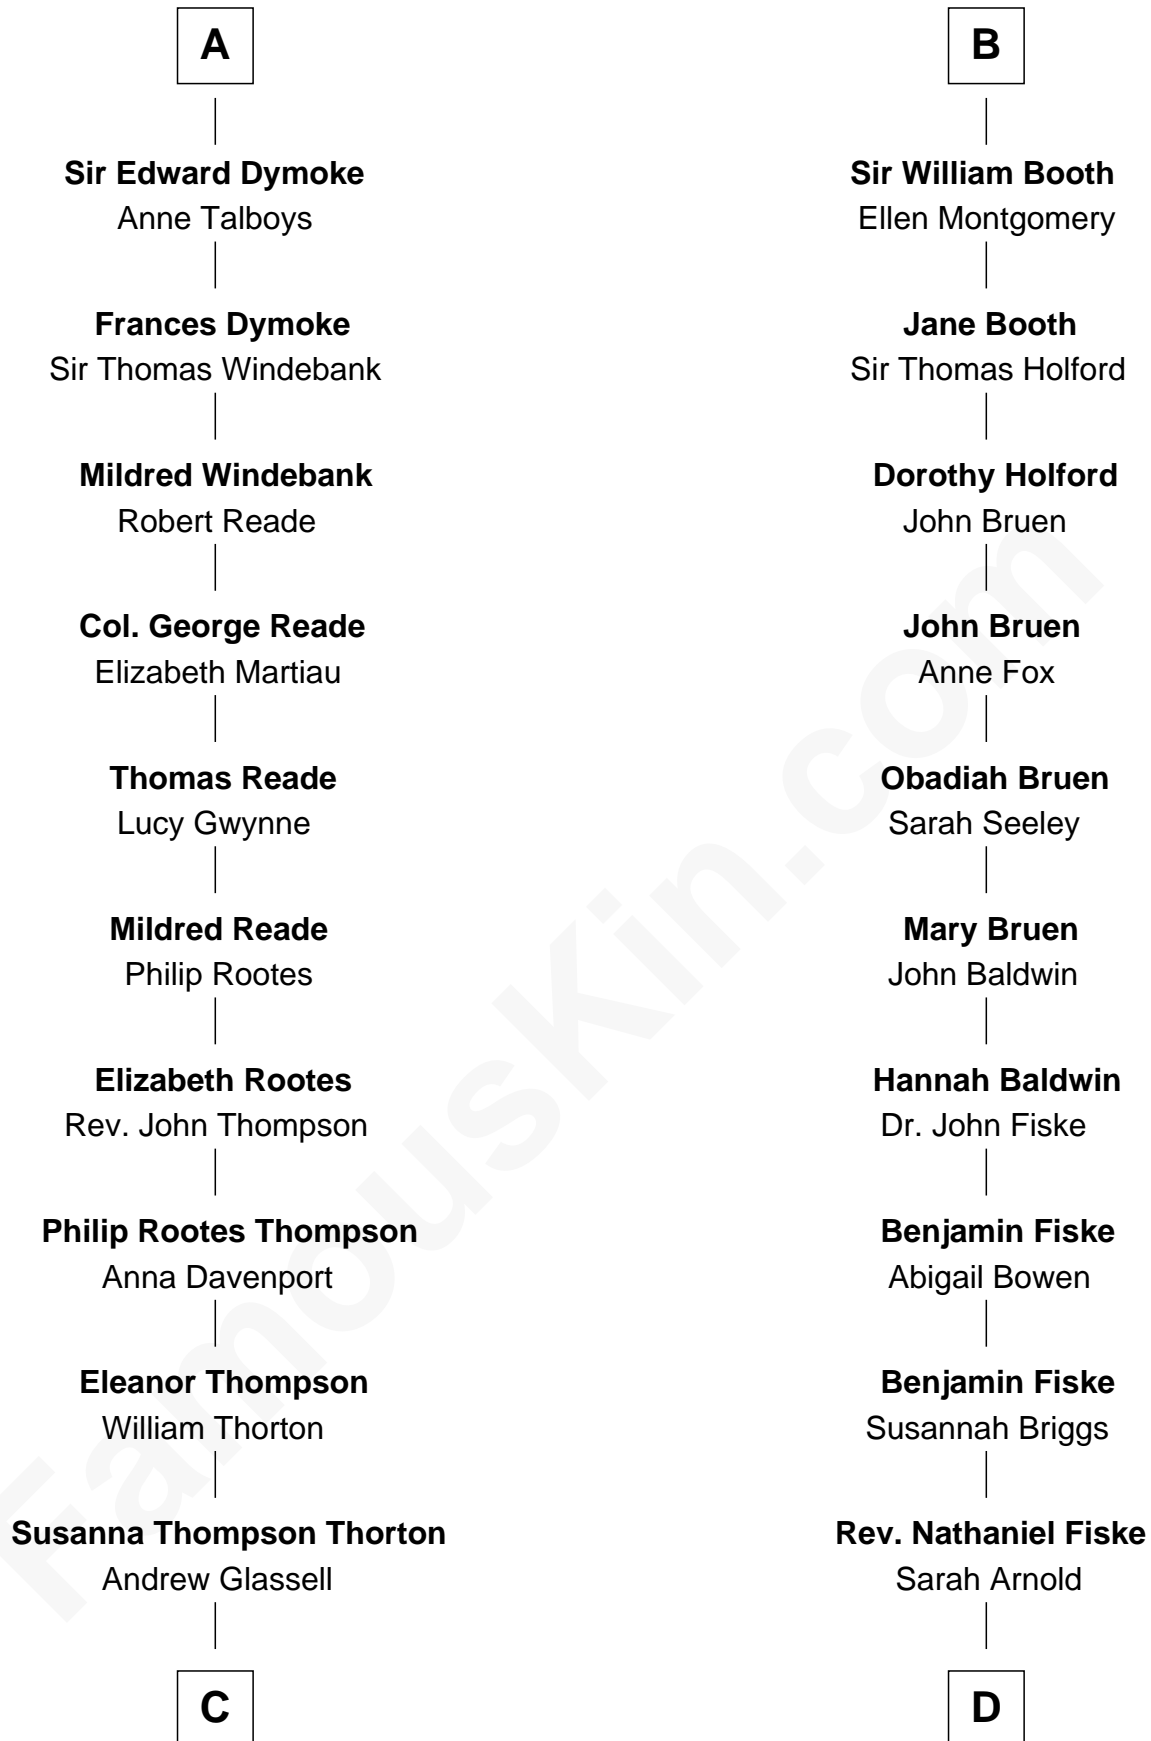 A
Sir Edward Dymoke
Anne Talboys
Frances Dymoke
Sir Thomas Windebank
Mildred Windebank
Robert Reade
Col. George Reade
Elizabeth Martiau
Thomas Reade
Lucy Gwynne
Mildred Reade
Philip Rootes
Elizabeth Rootes
Rev. John Thompson
Philip Rootes Thompson
Anna Davenport
Eleanor Thompson
William Thorton
Susanna Thompson Thorton
Andrew Glassell
C
B
Sir William Booth
Ellen Montgomery
Jane Booth
Sir Thomas Holford
Dorothy Holford
John Bruen
John Bruen
Anne Fox
Obadiah Bruen
Sarah Seeley
Mary Bruen
John Baldwin
Hannah Baldwin
Dr. John Fiske
Benjamin Fiske
Abigail Bowen
Benjamin Fiske
Susannah Briggs
Rev. Nathaniel Fiske
Sarah Arnold
D
FamousKin.com